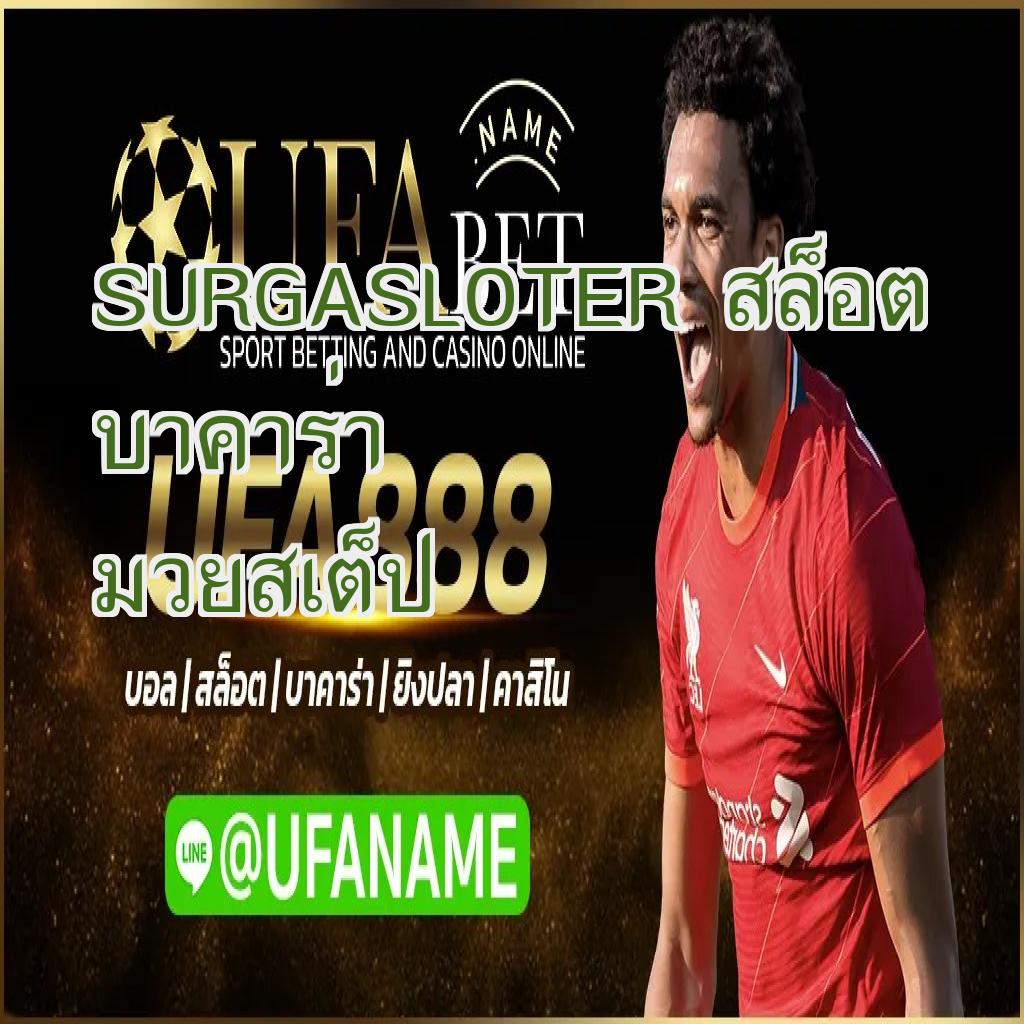 .NAME
UFA BET
SURGASLOTER สล็อต
SPORT BETTING AND CASINO ONLINE
บาคาร่า
UFA888
มวยสเต็ป
บอล | สล็อต | บาคาร่า | ยิงปลา | คาสิโน
LINE @UFANAME